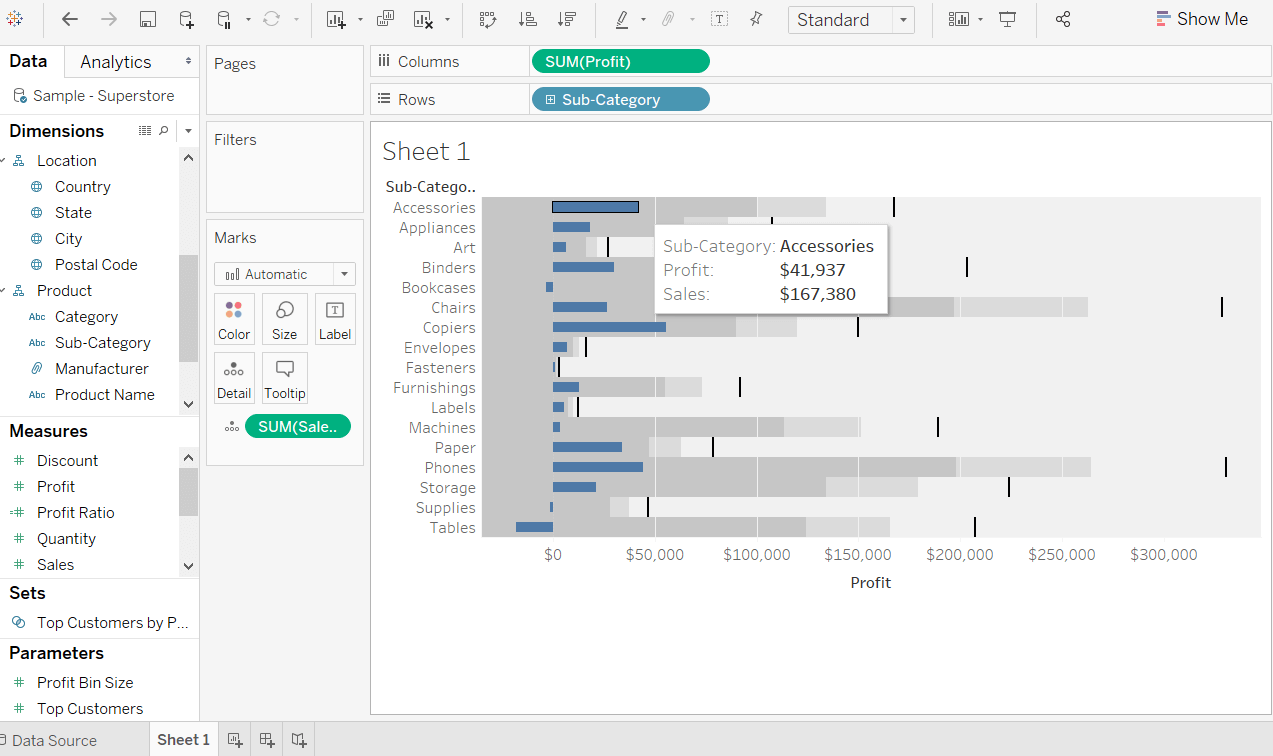 Standard
Show Me
Data
Analytics
Sample - Superstore
Dimensions
Location
Country
State
City
Postal Code
Product
Abc Category
Abc Sub-Category
Manufacturer
Abc Product Name
Measures
Discount
Profit
Profit Ratio
Quantity
Sales
Sets
Top Customers by P...
Parameters
Profit Bin Size
Top Customers
Pages
Filters
Marks
Automatic
Color
Size
T
Label
Detail
Tooltip
SUM(Sale..
Columns
SUM(Profit)
Rows
Sub-Category
Sheet 1
Sub-Catego..
Accessories
Appliances
Art
Binders
Bookcases
Chairs
Copiers
Envelopes
Fasteners
Furnishings
Labels
Machines
Paper
Phones
Storage
Supplies
Tables
Sub-Category: Accessories
Profit: $41,937
Sales: $167,380
$0 $50,000 $100,000 $150,000 $200,000 $250,000 $300,000
Profit
Data Source
Sheet 1